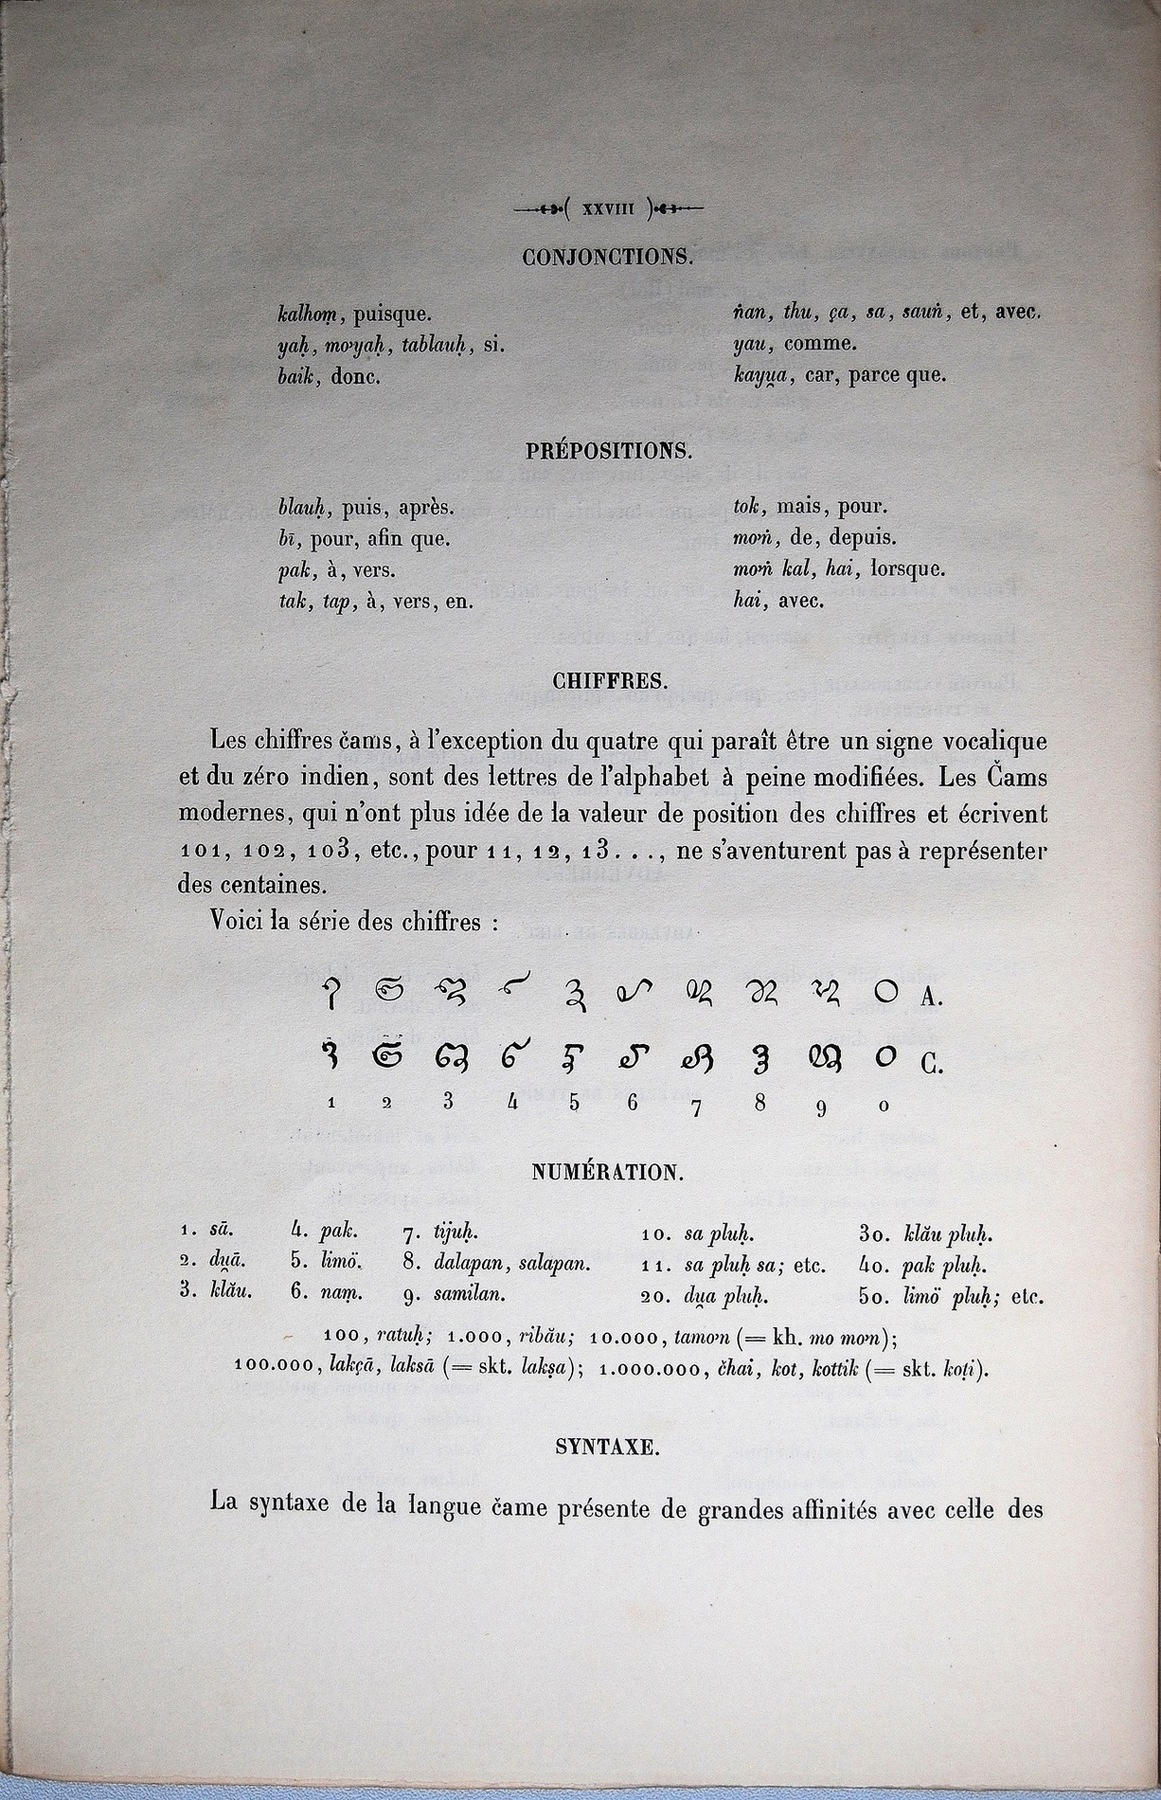 ( XXVIII )
CONJONCTIONS.
kalhoṃ, puisque.
yaḥ, mơyaḥ, tablauḥ, si.
baik, donc.
ṅan, thu, ça, sa, sauṅ, et, avec.
yau, comme.
kayṷa, car, parce que.
PRÉPOSITIONS.
blauḥ, puis, après.
bī, pour, afin que.
pak, à, vers.
tak, tap, à, vers, en.
tok, mais, pour.
mơṅ, de, depuis.
mơṅ kal, hai, lorsque.
hai, avec.
CHIFFRES.
Les chiffres čams, à l'exception du quatre qui paraît être un signe vocalique
et du zéro indien, sont des lettres de l'alphabet à peine modifiées. Les Čams
modernes, qui n'ont plus idée de la valeur de position des chiffres et écrivent
101, 102, 103, etc., pour 11, 12, 13..., ne s'aventurent pas à représenter
des centaines.
Voici la série des chiffres :
A.
C.
1 2 3 4 5 6 7 8 9 0
NUMÉRATION.
1. sā. 4. pak. 7. tijuḥ. 10. sa pluḥ. 30. klău pluḥ.
2. dṷā. 5. limö. 8. dalapan, salapan. 11. sa pluḥ sa; etc. 40. pak pluḥ.
3. klău. 6. naṃ. 9. samilan. 20. dṷa pluḥ. 50. limö pluḥ; etc.
100, ratuḥ; 1.000, ribău; 10.000, tamơn (= kh. mo mơn);
100.000, lakçā, laksā (= skt. lakṣa); 1.000.000, čhai, kot, kottik (= skt. koṭi).
SYNTAXE.
La syntaxe de la langue čame présente de grandes affinités avec celle des